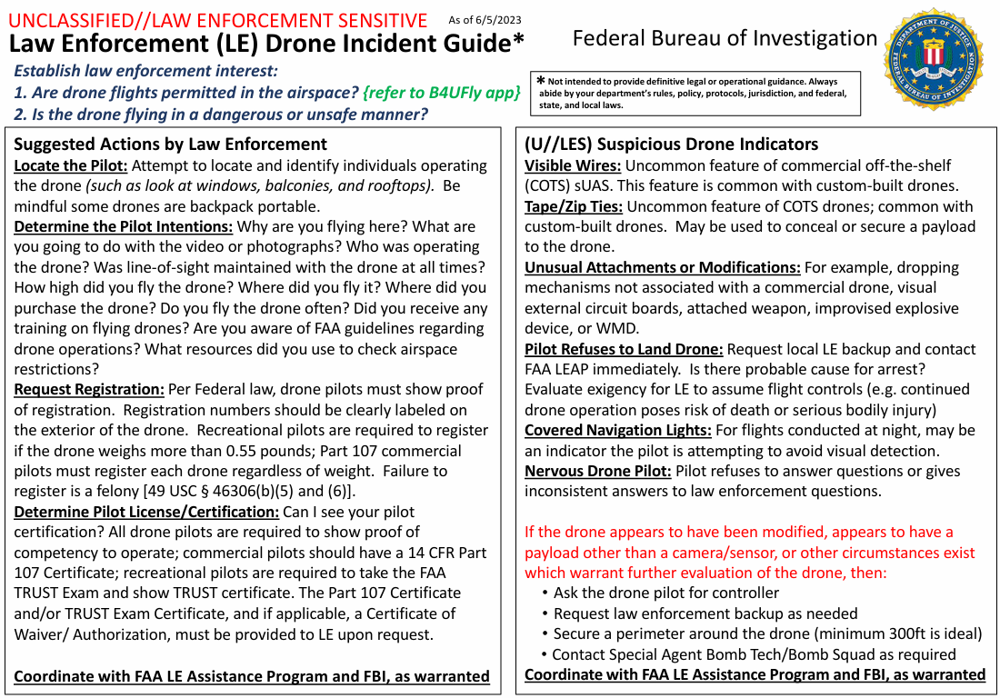 UNCLASSIFIED//LAW ENFORCEMENT SENSITIVE
As of 6/5/2023
Law Enforcement (LE) Drone Incident Guide*
Federal Bureau of Investigation
Establish law enforcement interest:
1. Are drone flights permitted in the airspace? {refer to B4UFly app}
2. Is the drone flying in a dangerous or unsafe manner?
* Not intended to provide definitive legal or operational guidance. Always
abide by your department's rules, policy, protocols, jurisdiction, and federal,
state, and local laws.
Suggested Actions by Law Enforcement
Locate the Pilot: Attempt to locate and identify individuals operating
the drone (such as look at windows, balconies, and rooftops). Be
mindful some drones are backpack portable.
Determine the Pilot Intentions: Why are you flying here? What are
you going to do with the video or photographs? Who was operating
the drone? Was line-of-sight maintained with the drone at all times?
How high did you fly the drone? Where did you fly it? Where did you
purchase the drone? Do you fly the drone often? Did you receive any
training on flying drones? Are you aware of FAA guidelines regarding
drone operations? What resources did you use to check airspace
restrictions?
Request Registration: Per Federal law, drone pilots must show proof
of registration. Registration numbers should be clearly labeled on
the exterior of the drone. Recreational pilots are required to register
if the drone weighs more than 0.55 pounds; Part 107 commercial
pilots must register each drone regardless of weight. Failure to
register is a felony [49 USC § 46306(b)(5) and (6)].
Determine Pilot License/Certification: Can I see your pilot
certification? All drone pilots are required to show proof of
competency to operate; commercial pilots should have a 14 CFR Part
107 Certificate; recreational pilots are required to take the FAA
TRUST Exam and show TRUST certificate. The Part 107 Certificate
and/or TRUST Exam Certificate, and if applicable, a Certificate of
Waiver/ Authorization, must be provided to LE upon request.
Coordinate with FAA LE Assistance Program and FBI, as warranted
(U//LES) Suspicious Drone Indicators
Visible Wires: Uncommon feature of commercial off-the-shelf
(COTS) sUAS. This feature is common with custom-built drones.
Tape/Zip Ties: Uncommon feature of COTS drones; common with
custom-built drones. May be used to conceal or secure a payload
to the drone.
Unusual Attachments or Modifications: For example, dropping
mechanisms not associated with a commercial drone, visual
external circuit boards, attached weapon, improvised explosive
device, or WMD.
Pilot Refuses to Land Drone: Request local LE backup and contact
FAA LEAP immediately. Is there probable cause for arrest?
Evaluate exigency for LE to assume flight controls (e.g. continued
drone operation poses risk of death or serious bodily injury)
Covered Navigation Lights: For flights conducted at night, may be
an indicator the pilot is attempting to avoid visual detection.
Nervous Drone Pilot: Pilot refuses to answer questions or gives
inconsistent answers to law enforcement questions.
If the drone appears to have been modified, appears to have a
payload other than a camera/sensor, or other circumstances exist
which warrant further evaluation of the drone, then:
• Ask the drone pilot for controller
• Request law enforcement backup as needed
• Secure a perimeter around the drone (minimum 300ft is ideal)
• Contact Special Agent Bomb Tech/Bomb Squad as required
Coordinate with FAA LE Assistance Program and FBI, as warranted
DEPARTMENT OF JUSTICE
FEDERAL BUREAU OF INVESTIGATION